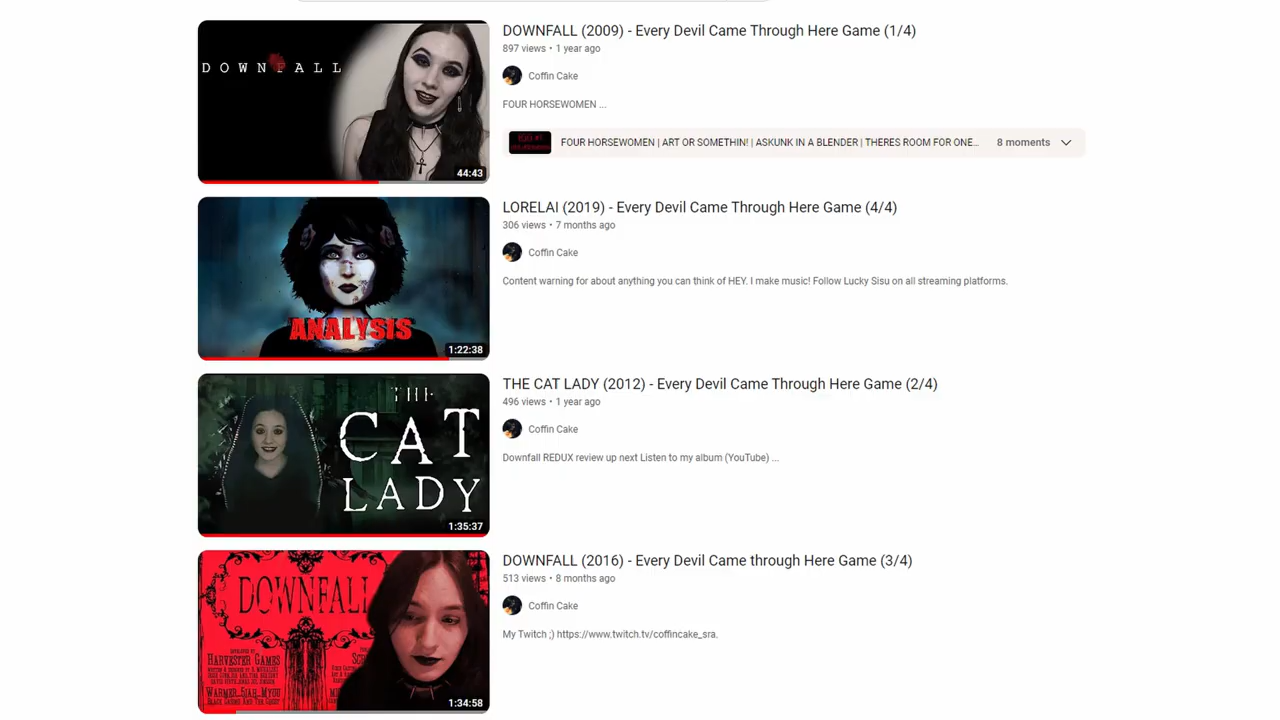 DOWNFALL
44:43
DOWNFALL (2009) - Every Devil Came Through Here Game (1/4)
897 views • 1 year ago
Coffin Cake
FOUR HORSEWOMEN ...
FOUR HORSEWOMEN | ART OR SOMETHIN! | ASKUNK IN A BLENDER | THERES ROOM FOR ONE...
8 moments
ANALYSIS
1:22:38
LORELAI (2019) - Every Devil Came Through Here Game (4/4)
306 views • 7 months ago
Coffin Cake
Content warning for about anything you can think of HEY. I make music! Follow Lucky Sisu on all streaming platforms.
THE
CAT
LADY
1:35:37
THE CAT LADY (2012) - Every Devil Came Through Here Game (2/4)
496 views • 1 year ago
Coffin Cake
Downfall REDUX review up next Listen to my album (YouTube) ...
DOWNFALL
HARVESTER GAMES
1:34:58
DOWNFALL (2016) - Every Devil Came through Here Game (3/4)
513 views • 8 months ago
Coffin Cake
My Twitch ;) https://www.twitch.tv/coffincake_sra.